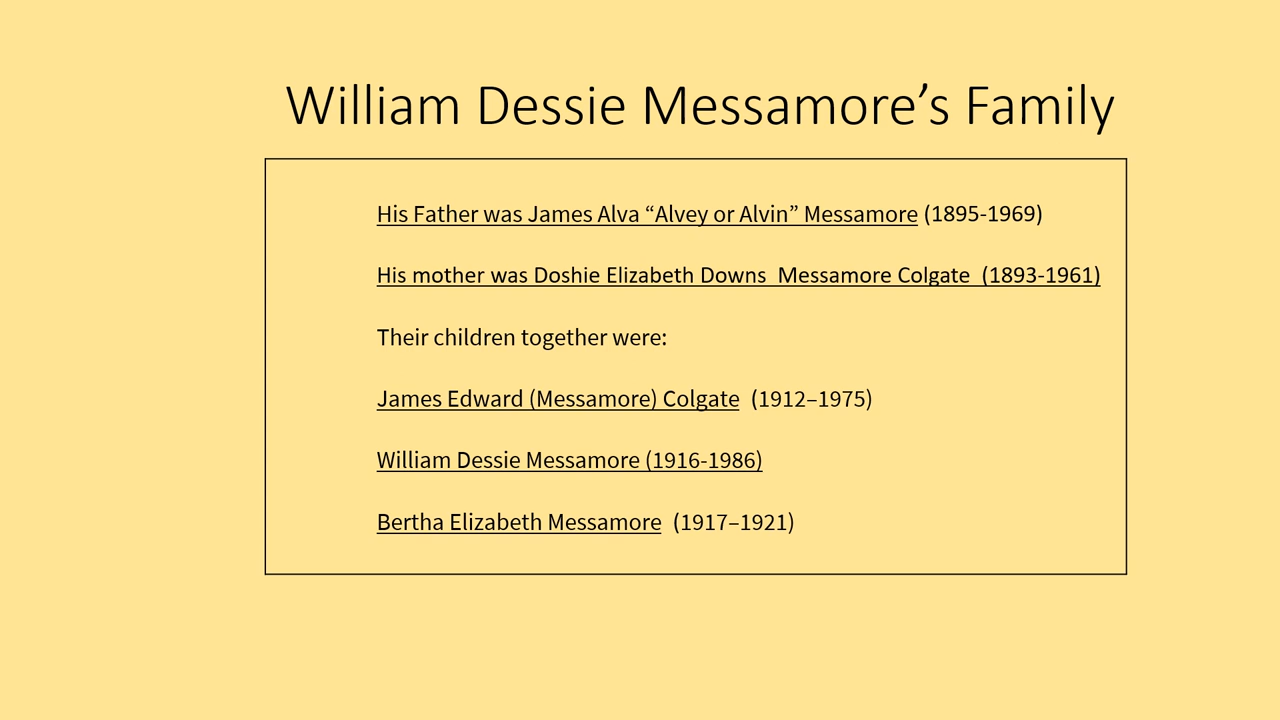 William Dessie Messamore’s Family
His Father was James Alva “Alvey or Alvin” Messamore (1895-1969)
His mother was Doshie Elizabeth Downs  Messamore Colgate  (1893-1961)
Their children together were:
James Edward (Messamore) Colgate  (1912–1975)
William Dessie Messamore (1916-1986)
Bertha Elizabeth Messamore  (1917–1921)